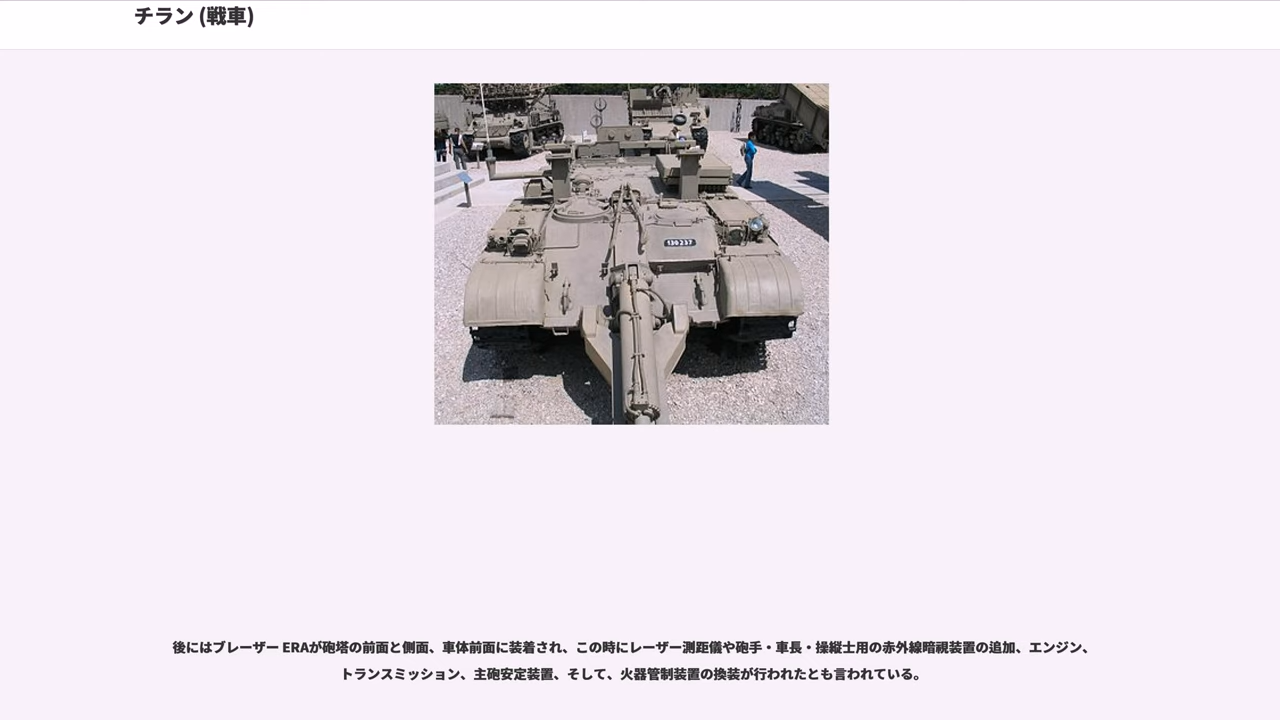 チラン (戦車)
136237
後にはブレーザー ERAが砲塔の前面と側面、車体前面に装着され、この時にレーザー測距儀や砲手・車長・操縦士用の赤外線暗視装置の追加、エンジン、
トランスミッション、主砲安定装置、そして、火器管制装置の換装が行われたとも言われている。